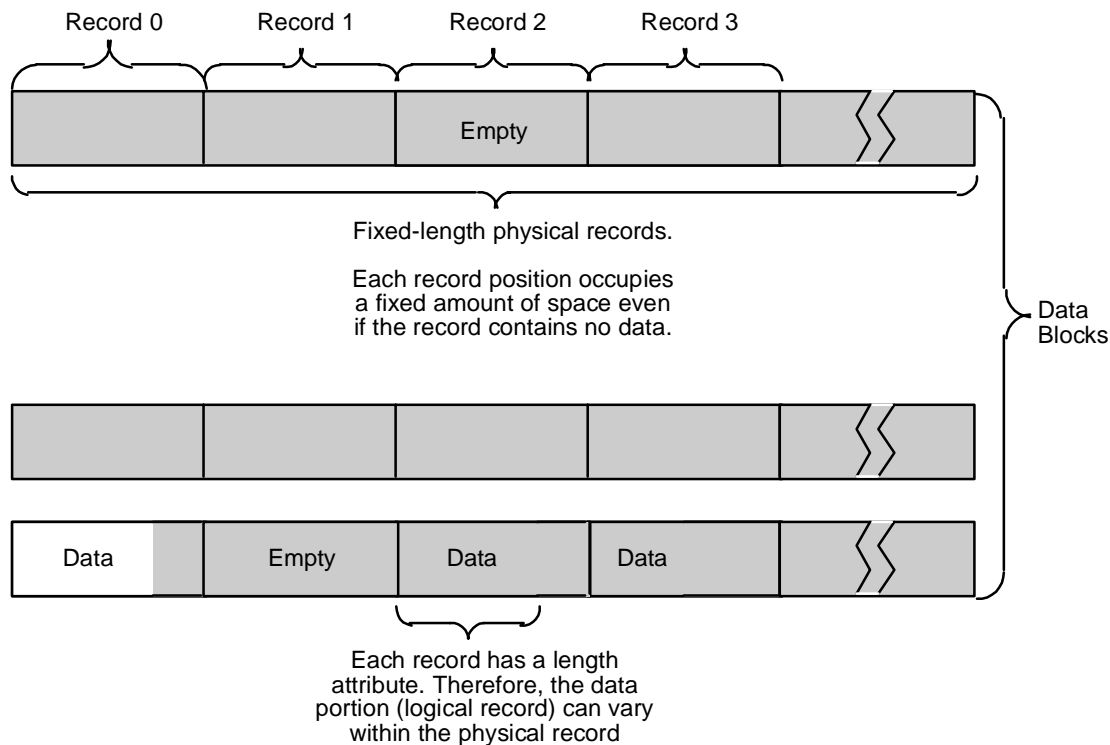 Record 0 Record 1 Record 2 Record 3
Empty
Fixed-length physical records.
Each record position occupies
a fixed amount of space even
if the record contains no data.
Data
Blocks
Data Empty Data Data
Each record has a length
attribute. Therefore, the data
portion (logical record) can vary
within the physical record